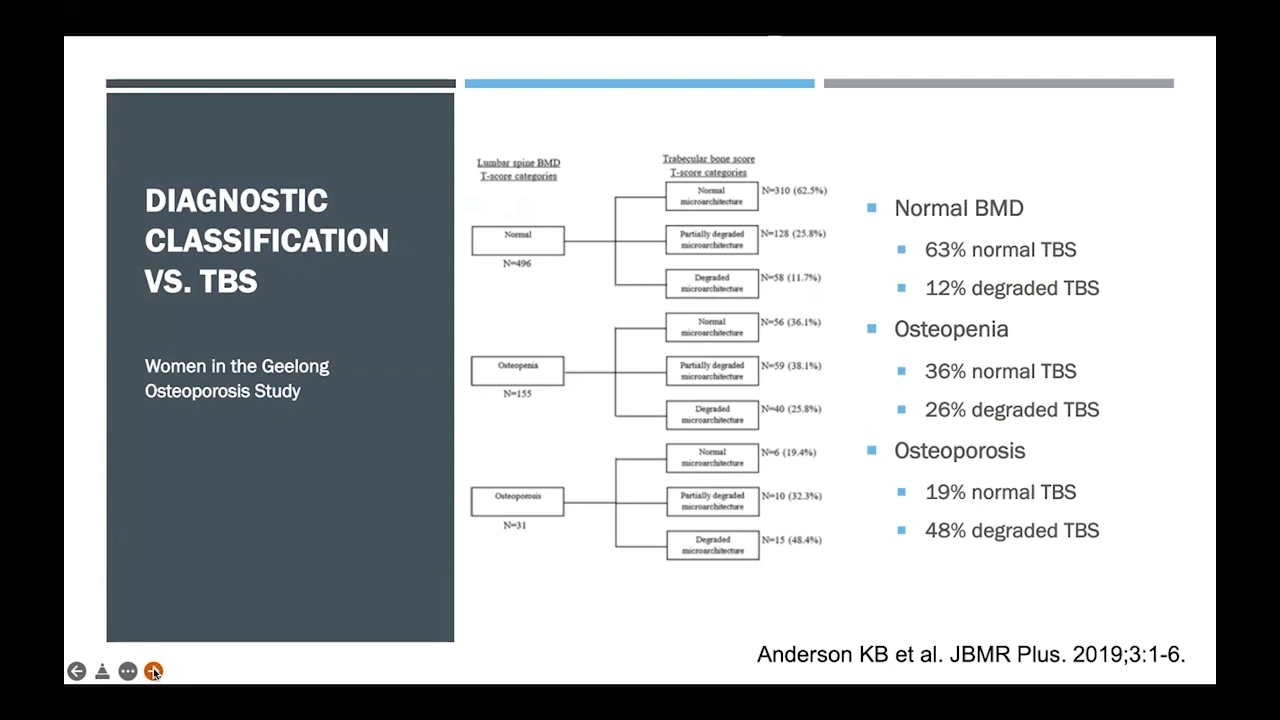 DIAGNOSTIC
CLASSIFICATION
VS. TBS
Women in the Geelong
Osteoporosis Study
Lumbar spine BMD
T-score categories
Trabecular bone score
T-score categories
Normal
N=496
Normal
microarchitecture
N=310 (62.5%)
Partially degraded
microarchitecture
N=128 (25.8%)
Degraded
microarchitecture
N=58 (11.7%)
Osteopenia
N=155
Normal
microarchitecture
N=56 (36.1%)
Partially degraded
microarchitecture
N=59 (38.1%)
Degraded
microarchitecture
N=40 (25.8%)
Osteoporosis
N=31
Normal
microarchitecture
N=6 (19.4%)
Partially degraded
microarchitecture
N=10 (32.3%)
Degraded
microarchitecture
N=15 (48.4%)
Normal BMD
63% normal TBS
12% degraded TBS
Osteopenia
36% normal TBS
26% degraded TBS
Osteoporosis
19% normal TBS
48% degraded TBS
Anderson KB et al. JBMR Plus. 2019;3:1-6.